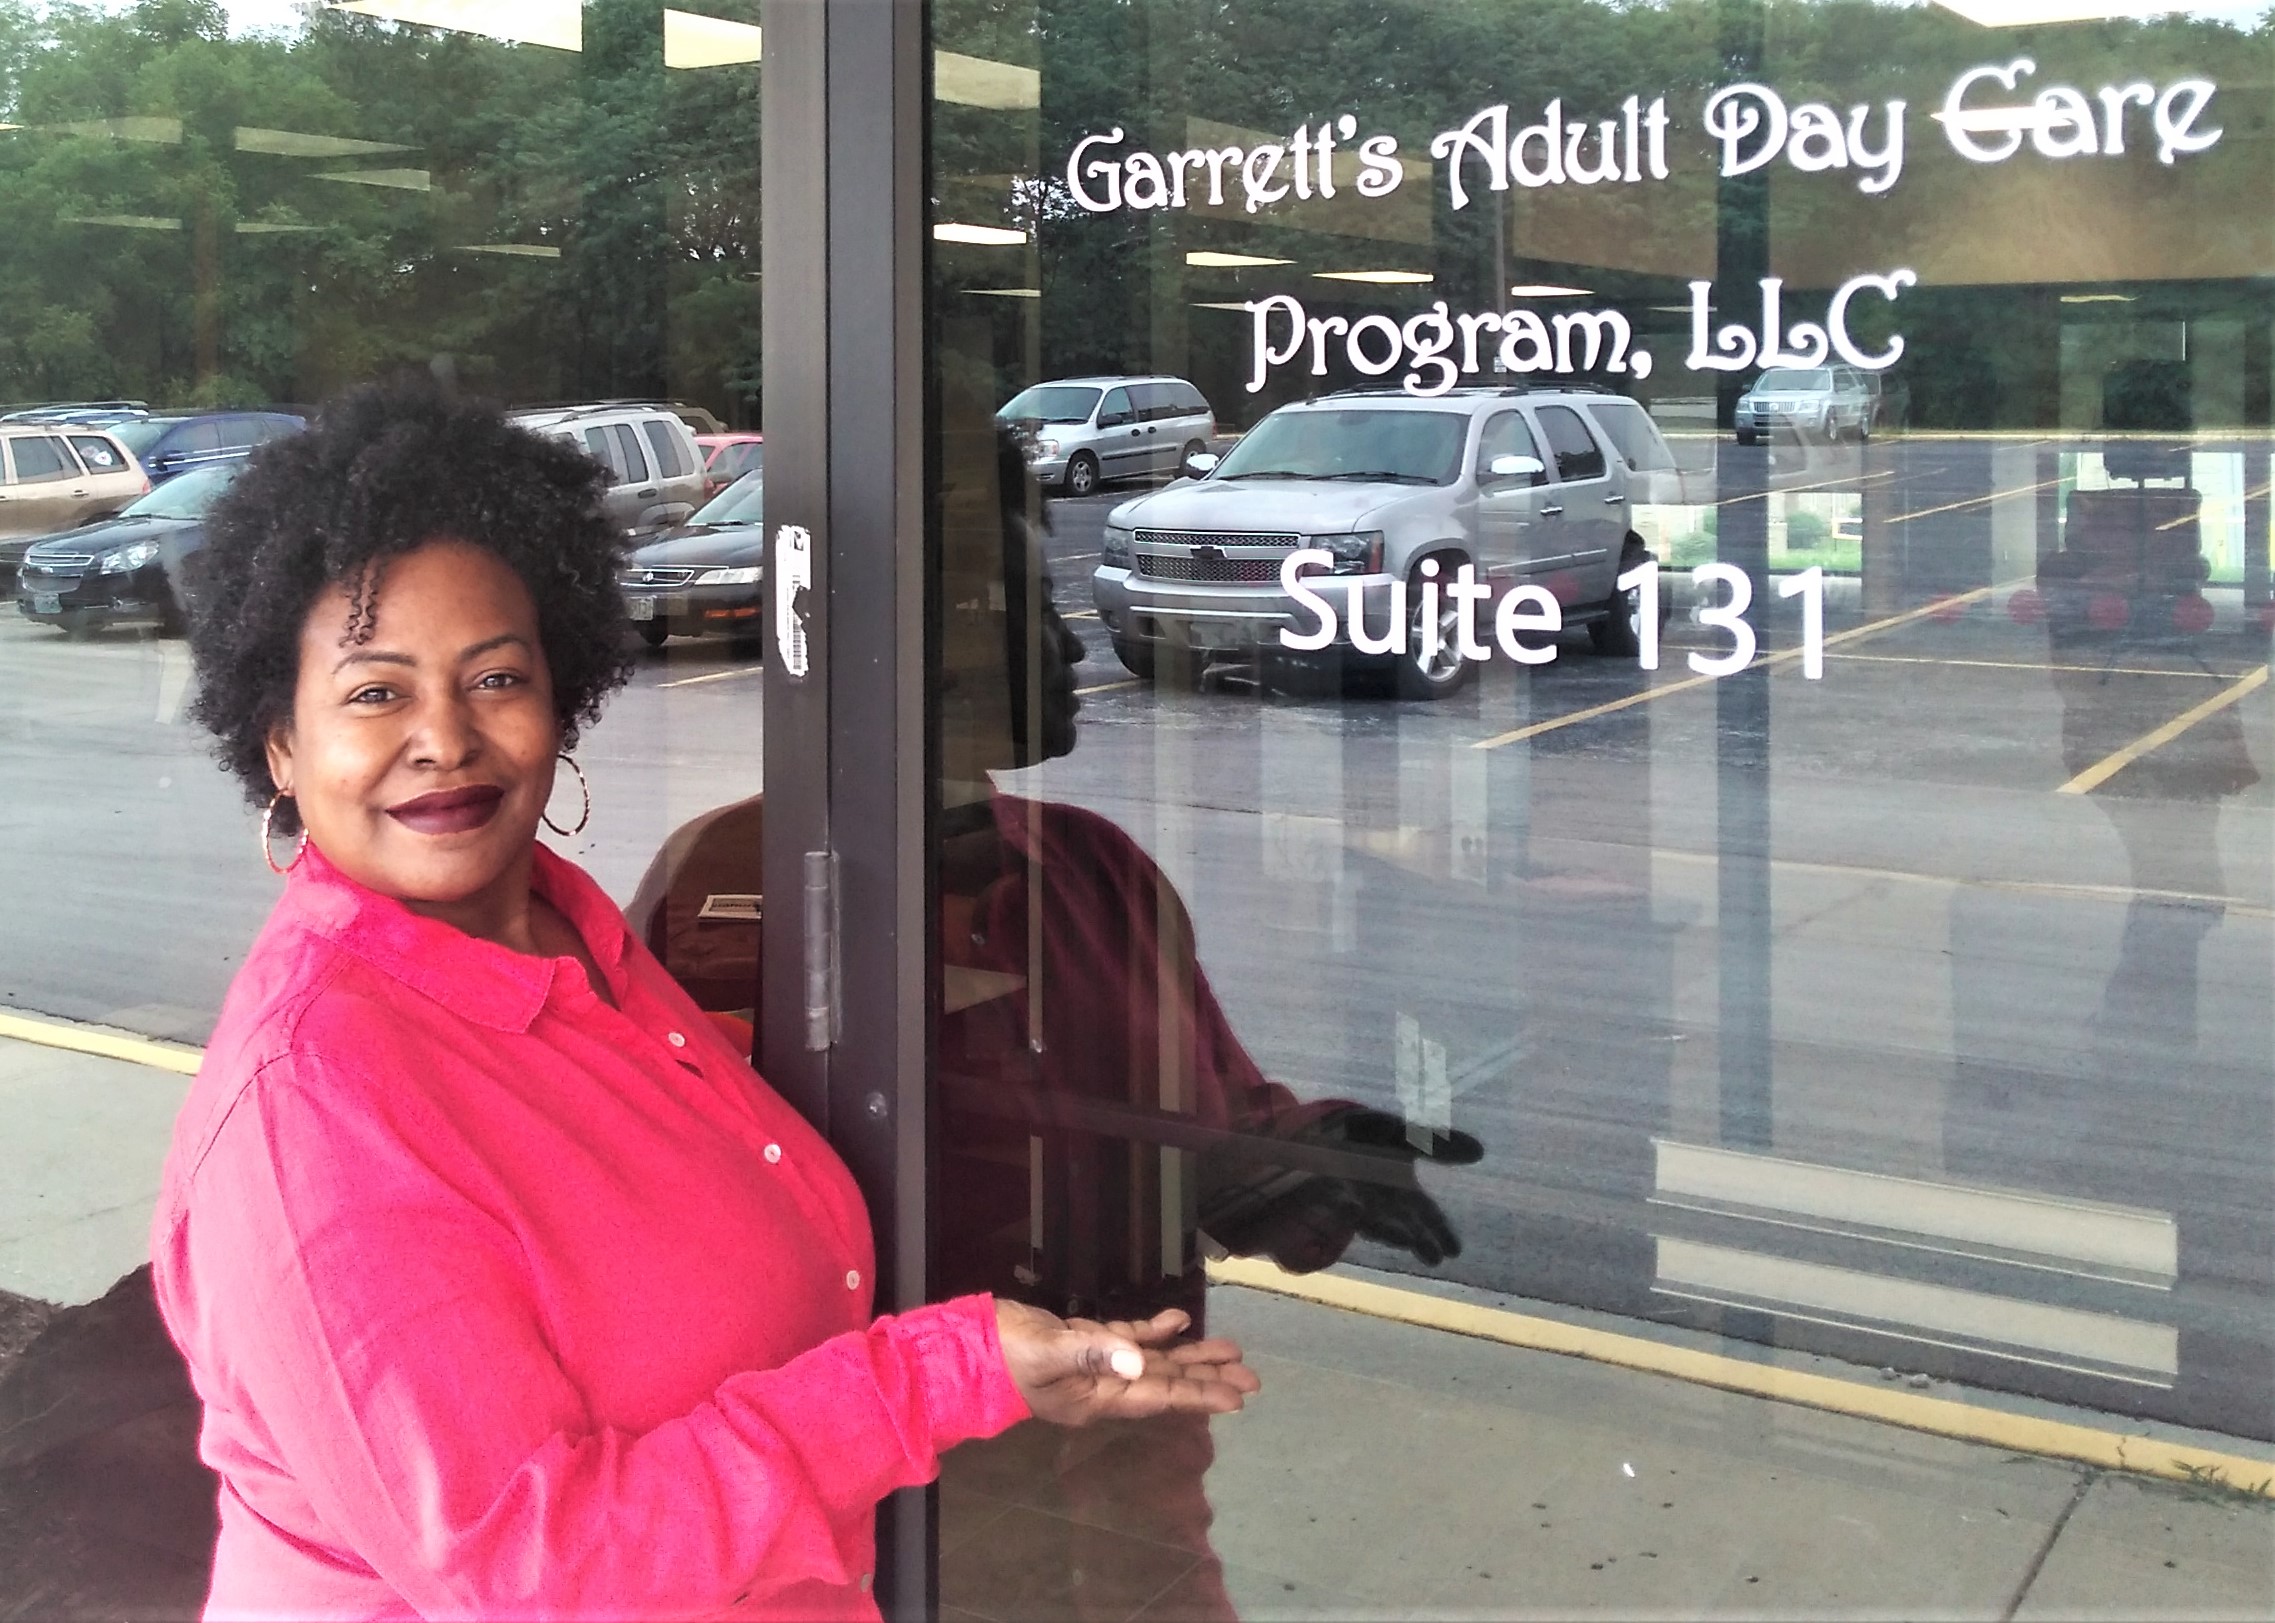 Garrett's Adult Day Care
Program, LLC
Suite 131